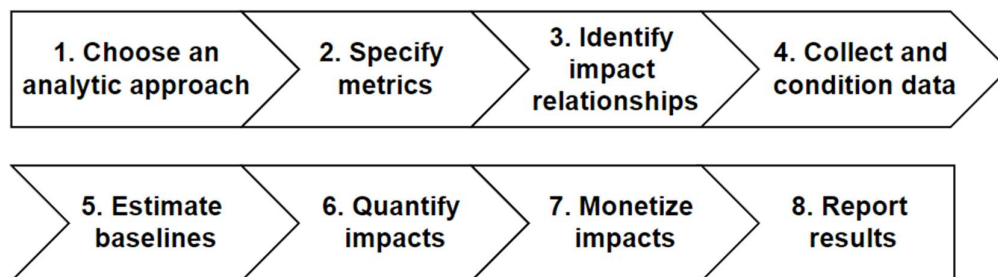 1. Choose an
analytic approach
2. Specify
metrics
3. Identify
impact
relationships
4. Collect and
condition data
5. Estimate
baselines
6. Quantify
impacts
7. Monetize
impacts
8. Report
results